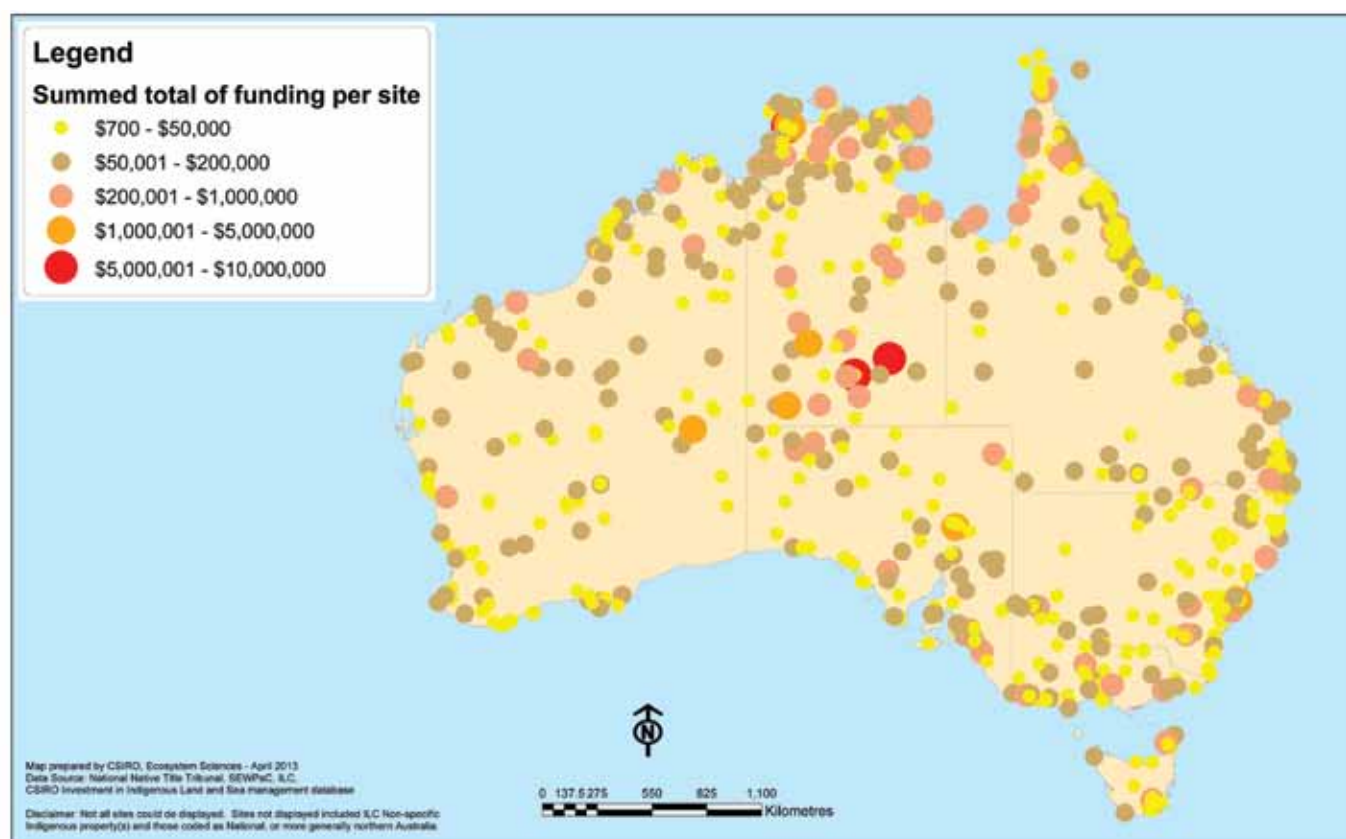 Legend
Summed total of funding per site
$700 - $50,000
$50,001 - $200,000
$200,001 - $1,000,000
$1,000,001 - $5,000,000
$5,000,001 - $10,000,000
N
Map prepared by CSIRO, Ecosystem Sciences - April 2013
Data Source: National Native Title Tribunal, SEWPaC, ILC,
CSIRO Investment in Indigenous Land and Sea management database
Disclaimer: Not all sites could be displayed. Sites not displayed included ILC Non-specific
Indigenous property(s) and those coded as National, or more generally northern Australia.
0 137.5 275 550 825 1,100
Kilometres